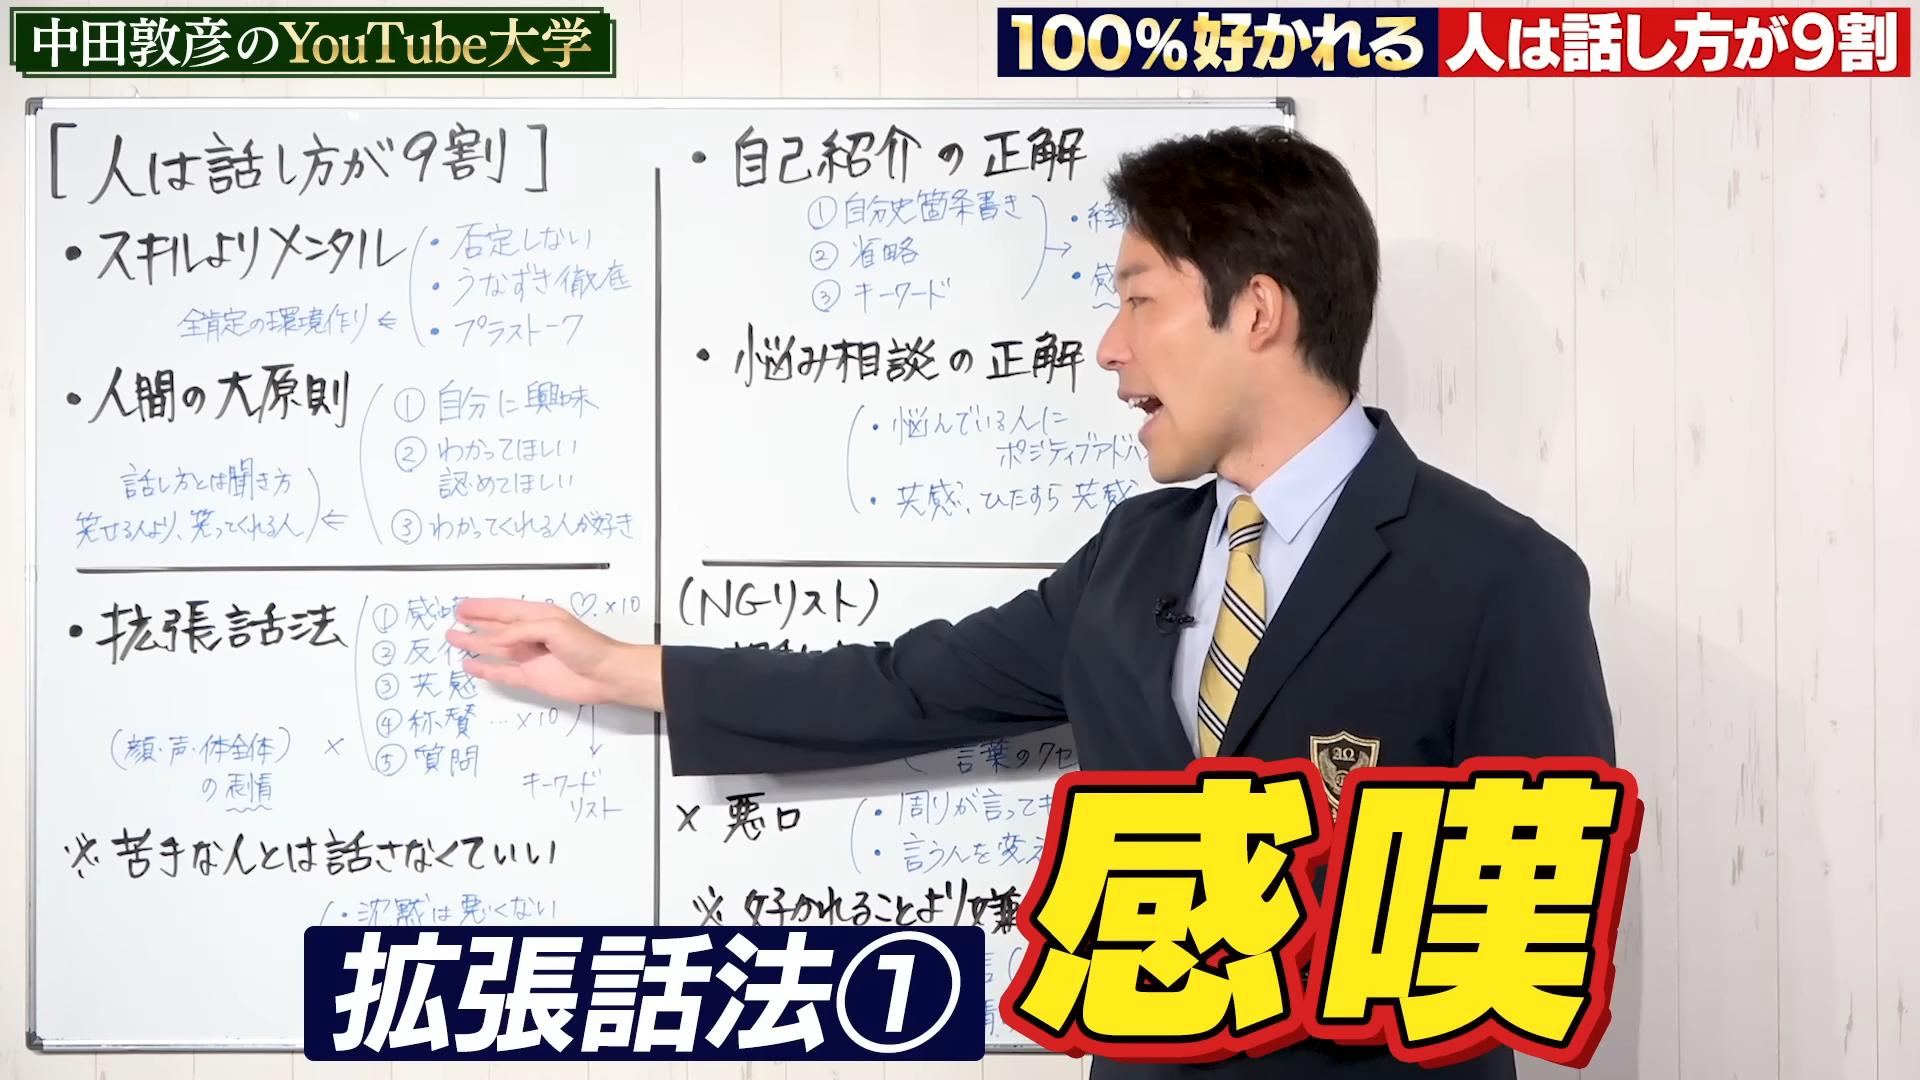 中田敦彦のYouTube大学
100%好かれる 人は話し方が9割
[人は話し方が9割]
・スキルよりメンタル
・否定しない
・うなずき徹底
・プラストーク
全肯定の環境作り ⇐
・人間の大原則
① 自分に興味
② わかってほしい
認めてほしい
③ わかってくれる人が好き
話し方とは聞き方
笑せる人より、笑ってくれる人
・拡張話法
① 感嘆
♡.×10
② 反復
③ 共感
④ 称賛 …×10
⑤ 質問
キーワード
リスト
(顔・声・体全体) ×
の表情
※ 苦手な人とは話さなくていい
・沈黙は悪くない
・自己紹介の正解
① 自分史箇条書き
② 省略
③ キーワード
・悩み相談の正解
・悩んでいる人に
ポジティブアドバ
・共感、ひたすら共感
(NGリスト)
言葉のクセ
× 悪口
・周りが言っても
・言う人を変え
※ 好かれることより嫌
拡張話法①
感嘆